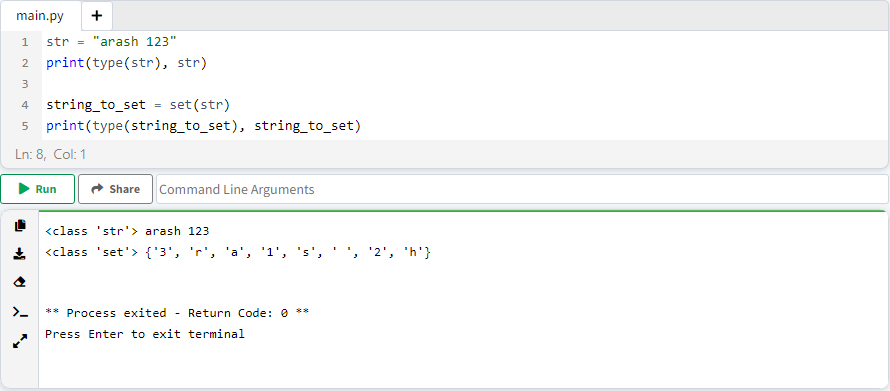 main.py +
1 str = "arash 123"
2 print(type(str), str)
3
4 string_to_set = set(str)
5 print(type(string_to_set), string_to_set)
Ln: 8, Col: 1
Run Share Command Line Arguments
<class 'str'> arash 123
<class 'set'> {'3', 'r', 'a', '1', 's', ' ', '2', 'h'}
** Process exited - Return Code: 0 **
Press Enter to exit terminal